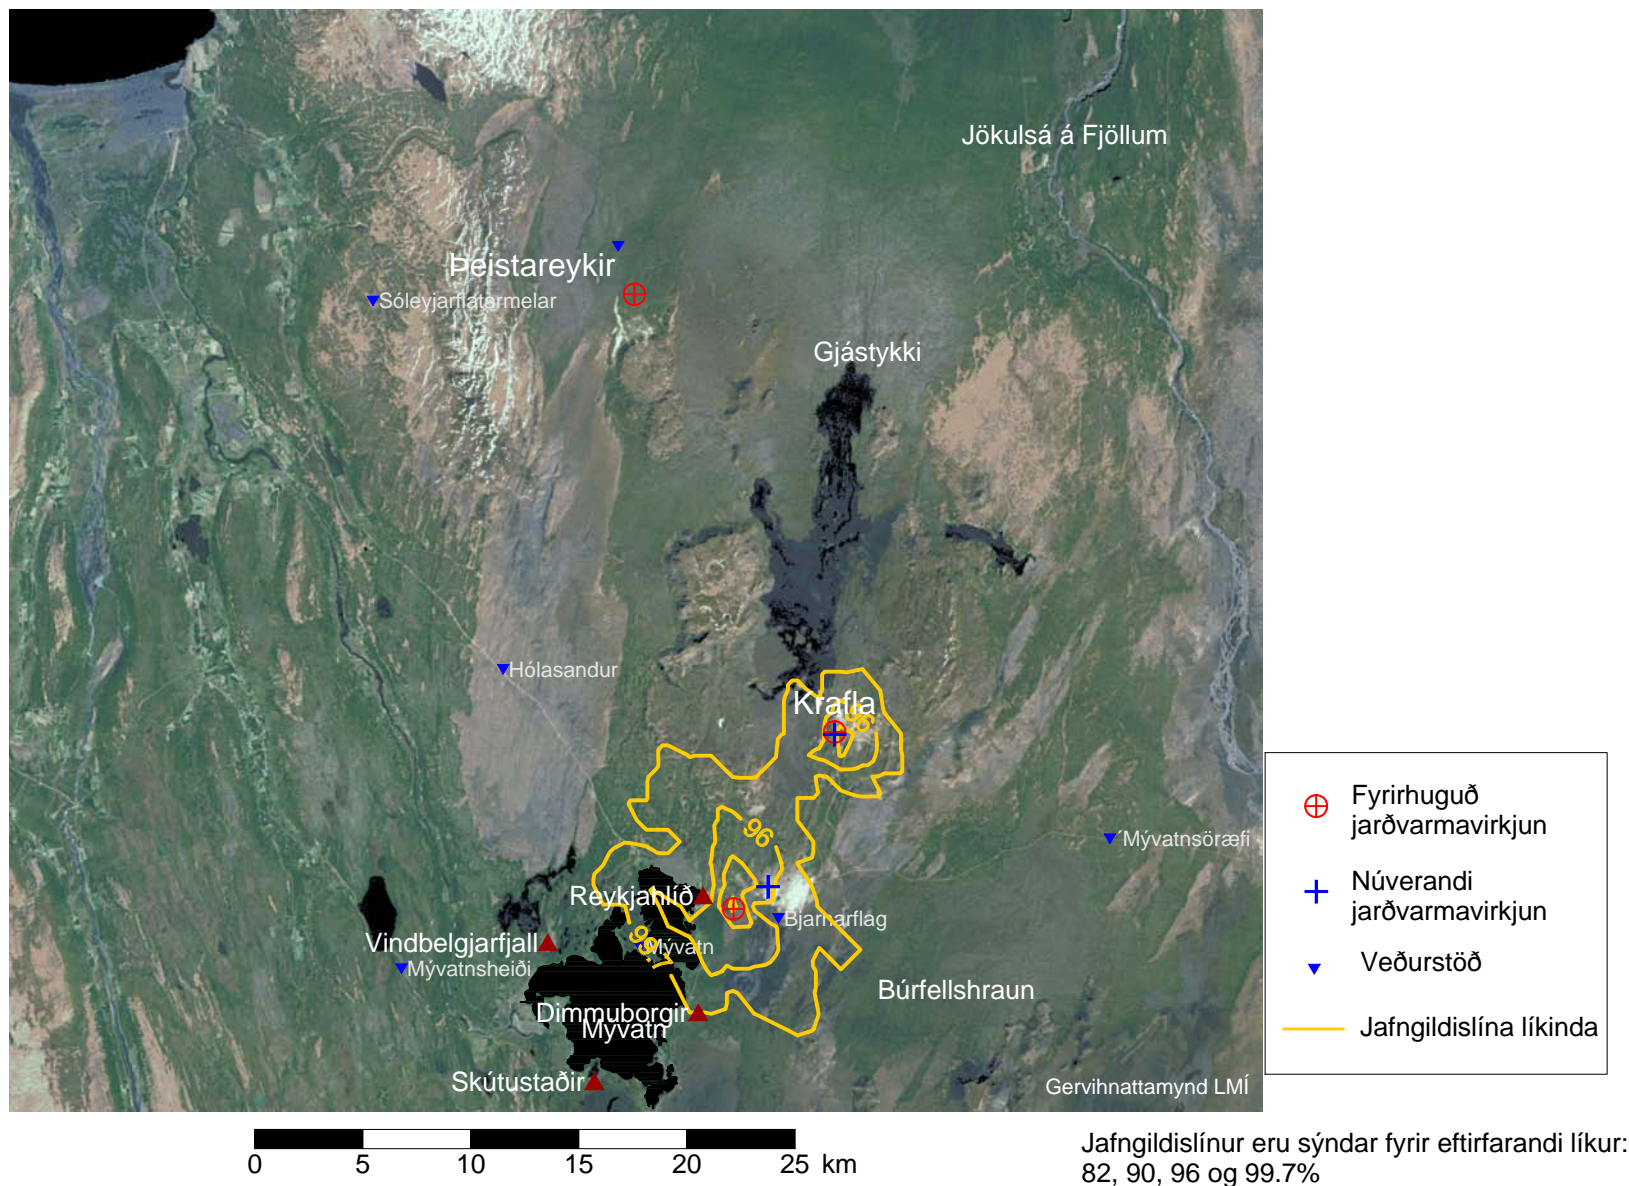 Jökulsá á Fjöllum
Þeistareykir
Sóleyjarflatarmelar
Gjástykki
Hólasandur
Krafla
96
96
´Mývatnsöræfi
Reykjahlíð
Bjarnarflag
Vindbelgjarfjall
99.7
Mývatn
Mývatnsheiði
Búrfellshraun
Dimmuborgir
Mývatn
Skútustaðir
Gervihnattamynd LMÍ
Fyrirhuguð
jarðvarmavirkjun
Núverandi
jarðvarmavirkjun
Veðurstöð
Jafngildislína líkinda
0 5 10 15 20 25 km
Jafngildislínur eru sýndar fyrir eftirfarandi líkur:
82, 90, 96 og 99.7%